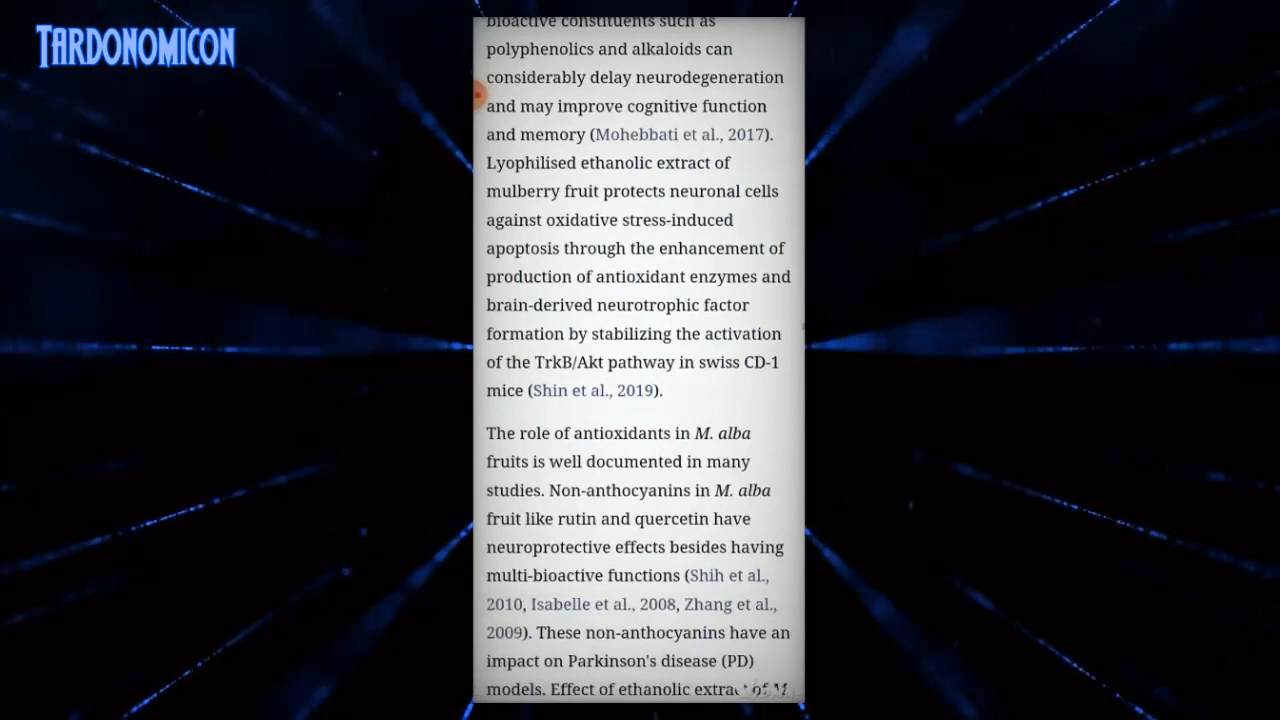 TARDONOMICON
bioactive constituents such as
polyphenolics and alkaloids can
considerably delay neurodegeneration
and may improve cognitive function
and memory (Mohebbati et al., 2017).
Lyophilised ethanolic extract of
mulberry fruit protects neuronal cells
against oxidative stress-induced
apoptosis through the enhancement of
production of antioxidant enzymes and
brain-derived neurotrophic factor
formation by stabilizing the activation
of the TrkB/Akt pathway in swiss CD-1
mice (Shin et al., 2019).
The role of antioxidants in M. alba
fruits is well documented in many
studies. Non-anthocyanins in M. alba
fruit like rutin and quercetin have
neuroprotective effects besides having
multi-bioactive functions (Shih et al.,
2010, Isabelle et al., 2008, Zhang et al.,
2009). These non-anthocyanins have an
impact on Parkinson's disease (PD)
models. Effect of ethanolic extract of M